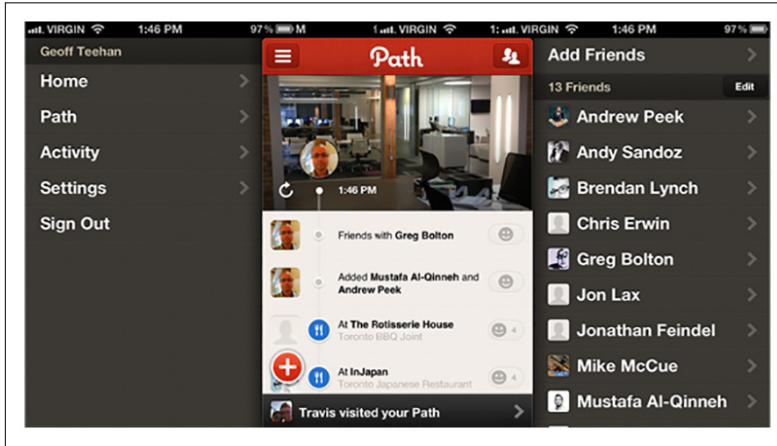 VIRGIN 1:46 PM 97%
Geoff Teehan
Home
Path
Activity
Settings
Sign Out
M VIRGIN 1:
Path
1:46 PM
Friends with Greg Bolton
Added Mustafa Al-Qinneh and
Andrew Peek
At The Rotisserie House
Toronto BBQ Joint
4
At InJapan
Toronto Japanese Restaurant
4
Travis visited your Path
VIRGIN 1:46 PM 97%
Add Friends
13 Friends Edit
Andrew Peek
Andy Sandoz
Brendan Lynch
Chris Erwin
Greg Bolton
Jon Lax
Jonathan Feindel
Mike McCue
Mustafa Al-Qinneh